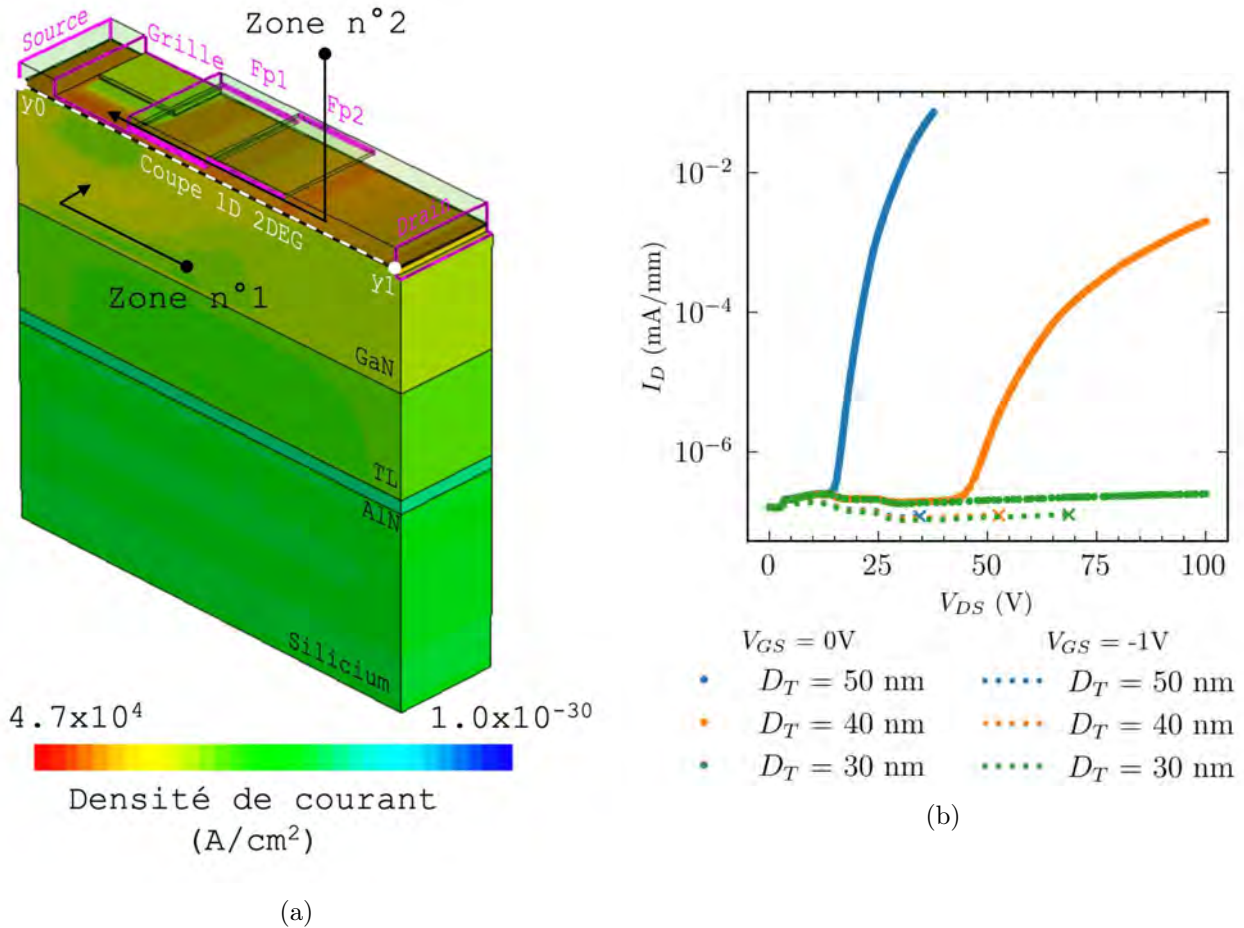 Source
Grille
Fp1
Fp2
Zone n°2
y0
Coupe 1D 2DEG
Drain
y1
Zone n°1
GaN
TL
AlN
Silicium
4.7x10⁴ 1.0x10⁻³⁰
Densité de courant
(A/cm²)
(a)
I_D (mA/mm)
10⁻²
10⁻⁴
10⁻⁶
0 25 50 75 100
V_DS (V)
V_GS = 0V V_GS = -1V
D_T = 50 nm D_T = 50 nm
D_T = 40 nm D_T = 40 nm
D_T = 30 nm D_T = 30 nm
(b)